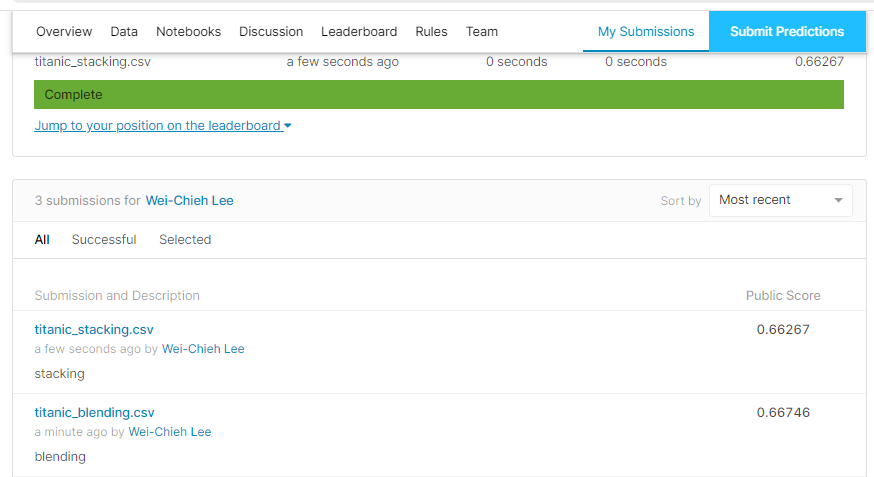 Overview Data Notebooks Discussion Leaderboard Rules Team My Submissions Submit Predictions
titanic_stacking.csv a few seconds ago 0 seconds 0 seconds 0.66267
Complete
Jump to your position on the leaderboard
3 submissions for Wei-Chieh Lee Sort by Most recent
All Successful Selected
Submission and Description Public Score
titanic_stacking.csv 0.66267
a few seconds ago by Wei-Chieh Lee
stacking
titanic_blending.csv 0.66746
a minute ago by Wei-Chieh Lee
blending